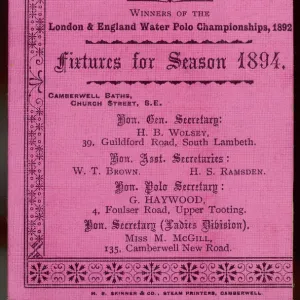 Winners of the
London & England Water Polo Championships, 1892
Fixtures for Season 1894.
Camberwell Baths,
Church Street, S.E.
Hon. Gen. Secretary:
H. B. Wolsey,
39, Guildford Road, South Lambeth.
Hon. Asst. Secretaries:
W. T. Brown. H. S. Ramsden.
Hon. Polo Secretary:
G. Haywood,
4, Foulser Road, Upper Tooting.
Hon. Secretary (Ladies Division).
Miss M. McGill,
135, Camberwell New Road.
H. S. Skinner & Co., Steam Printers, Camberwell.